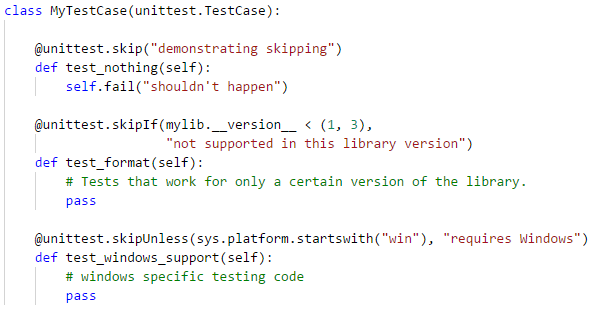 class MyTestCase(unittest.TestCase):
@unittest.skip("demonstrating skipping")
def test_nothing(self):
self.fail("shouldn't happen")
@unittest.skipIf(mylib.__version__ < (1, 3),
"not supported in this library version")
def test_format(self):
# Tests that work for only a certain version of the library.
pass
@unittest.skipUnless(sys.platform.startswith("win"), "requires Windows")
def test_windows_support(self):
# windows specific testing code
pass